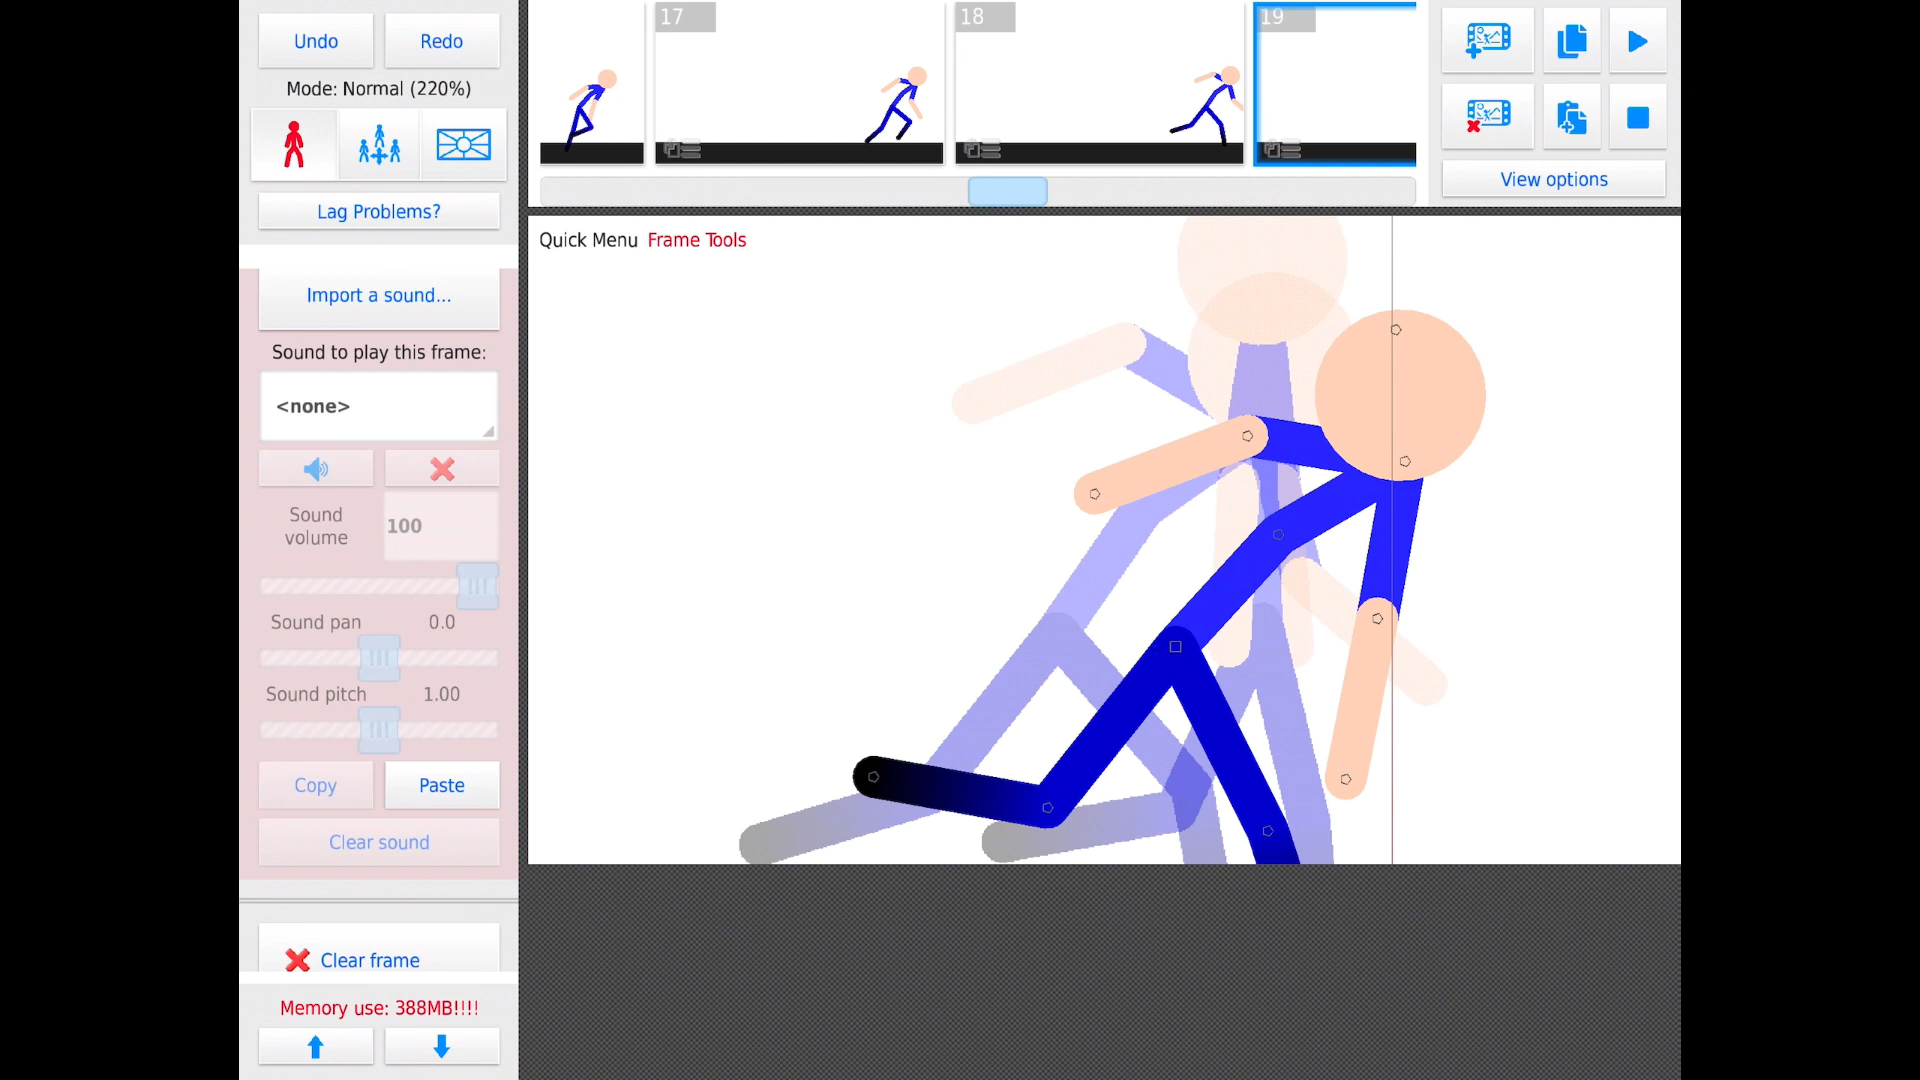 Undo
Redo
Mode: Normal (220%)
Lag Problems?
Import a sound...
Sound to play this frame:
<none>
Sound
volume
100
Sound pan
0.0
Sound pitch
1.00
Copy
Paste
Clear sound
Clear frame
Memory use: 388MB!!!!
17
18
19
View options
Quick Menu
Frame Tools